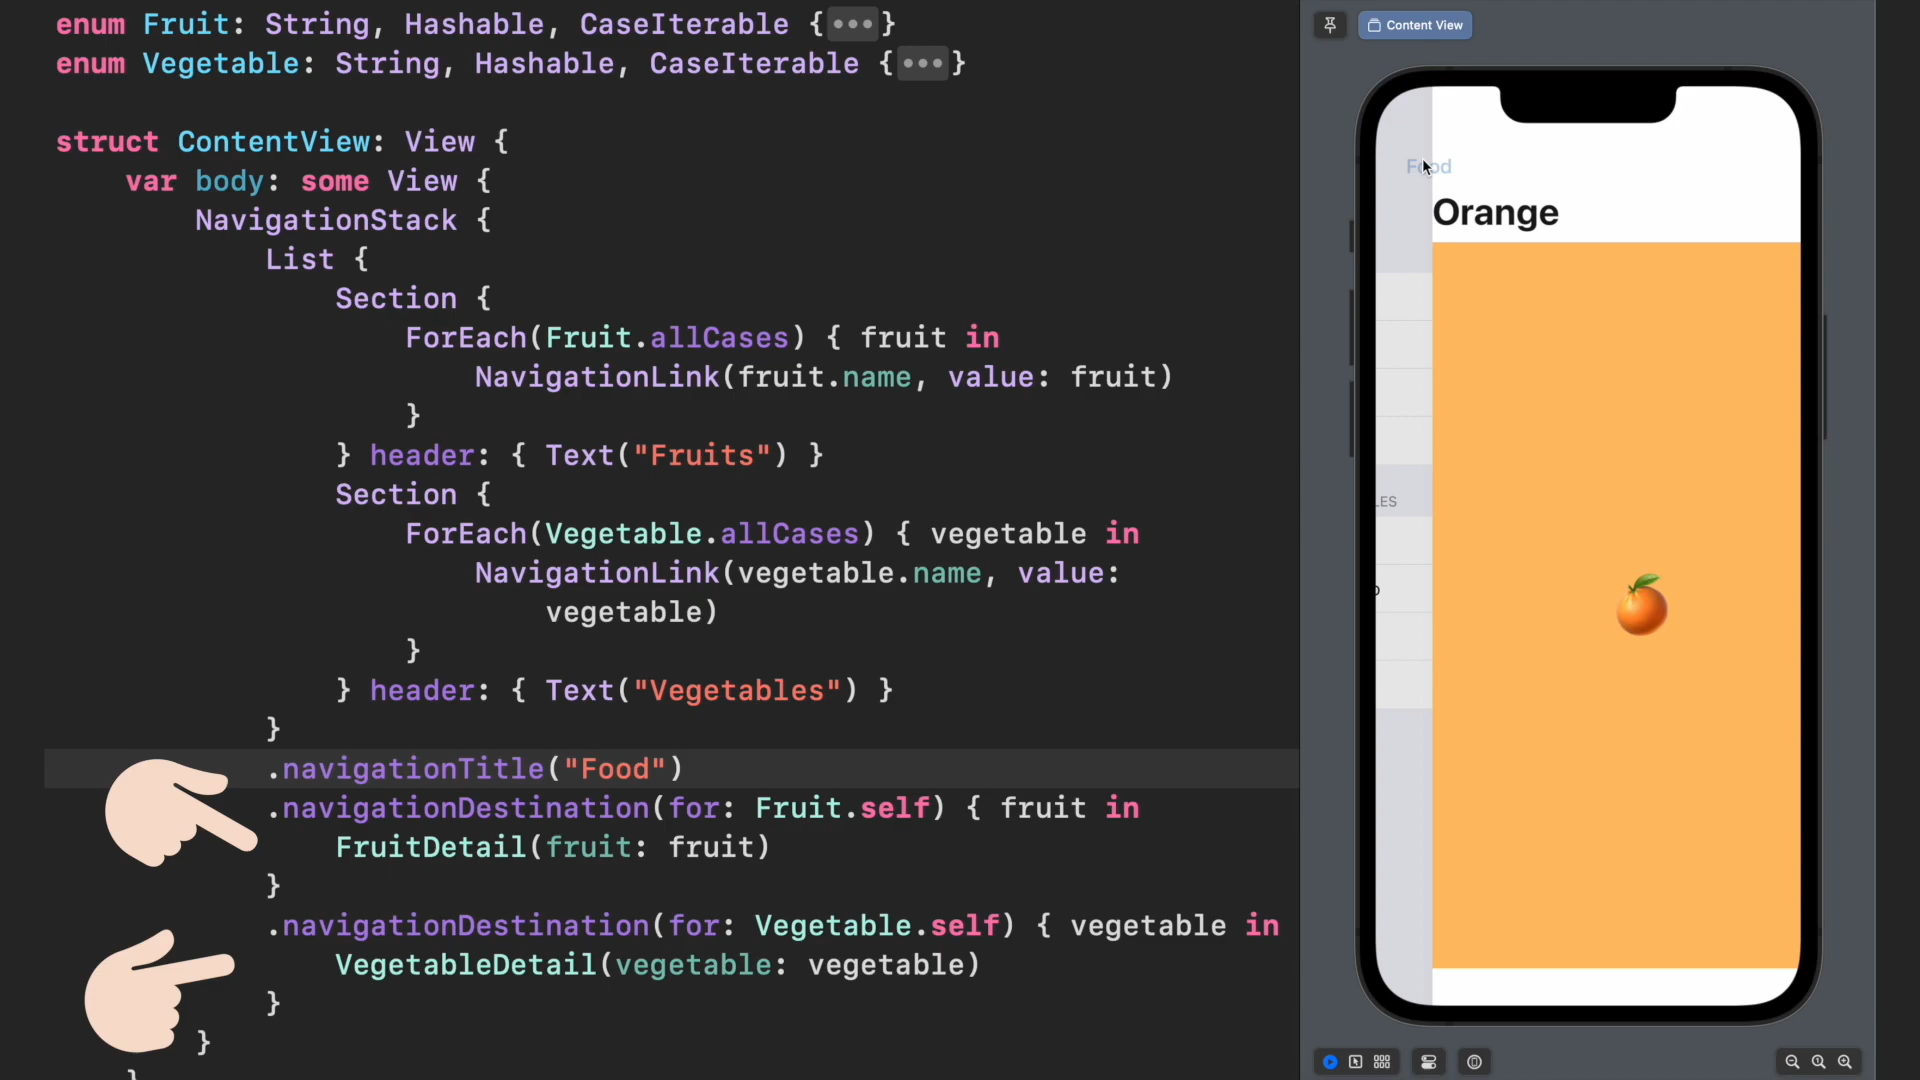 enum Fruit: String, Hashable, CaseIterable {•••}
enum Vegetable: String, Hashable, CaseIterable {•••}
struct ContentView: View {
var body: some View {
NavigationStack {
List {
Section {
ForEach(Fruit.allCases) { fruit in
NavigationLink(fruit.name, value: fruit)
}
} header: { Text("Fruits") }
Section {
ForEach(Vegetable.allCases) { vegetable in
NavigationLink(vegetable.name, value:
vegetable)
}
} header: { Text("Vegetables") }
}
.navigationTitle("Food")
.navigationDestination(for: Fruit.self) { fruit in
FruitDetail(fruit: fruit)
}
.navigationDestination(for: Vegetable.self) { vegetable in
VegetableDetail(vegetable: vegetable)
}
}
}
Content View
Food
Orange
LES